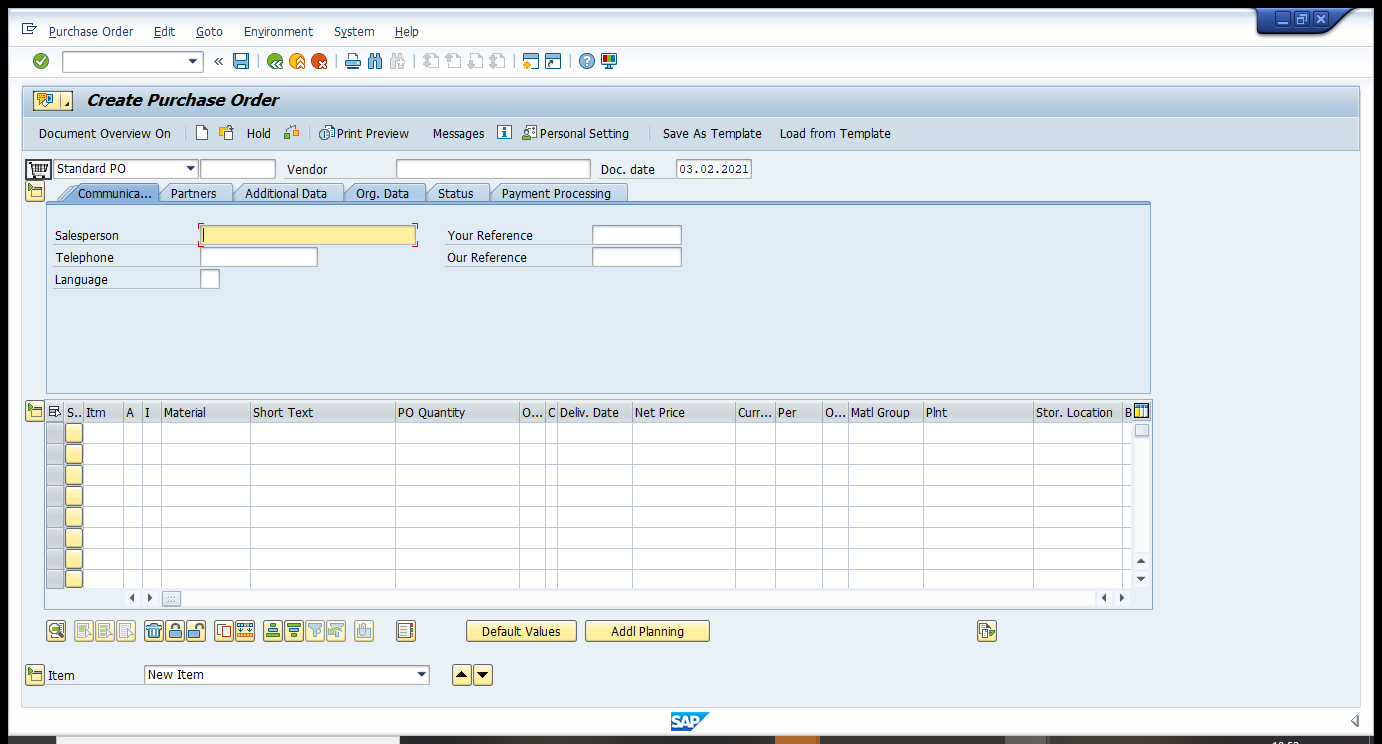 Purchase Order Edit Goto Environment System Help
Create Purchase Order
Document Overview On Hold Print Preview Messages Personal Setting Save As Template Load from Template
Standard PO Vendor Doc. date 03.02.2021
Communica... Partners Additional Data Org. Data Status Payment Processing
Salesperson Your Reference
Telephone Our Reference
Language
S.. Itm A I Material Short Text PO Quantity O... C Deliv. Date Net Price Curr... Per O... Matl Group Plnt Stor. Location B
Default Values Addl Planning
Item New Item
SAP